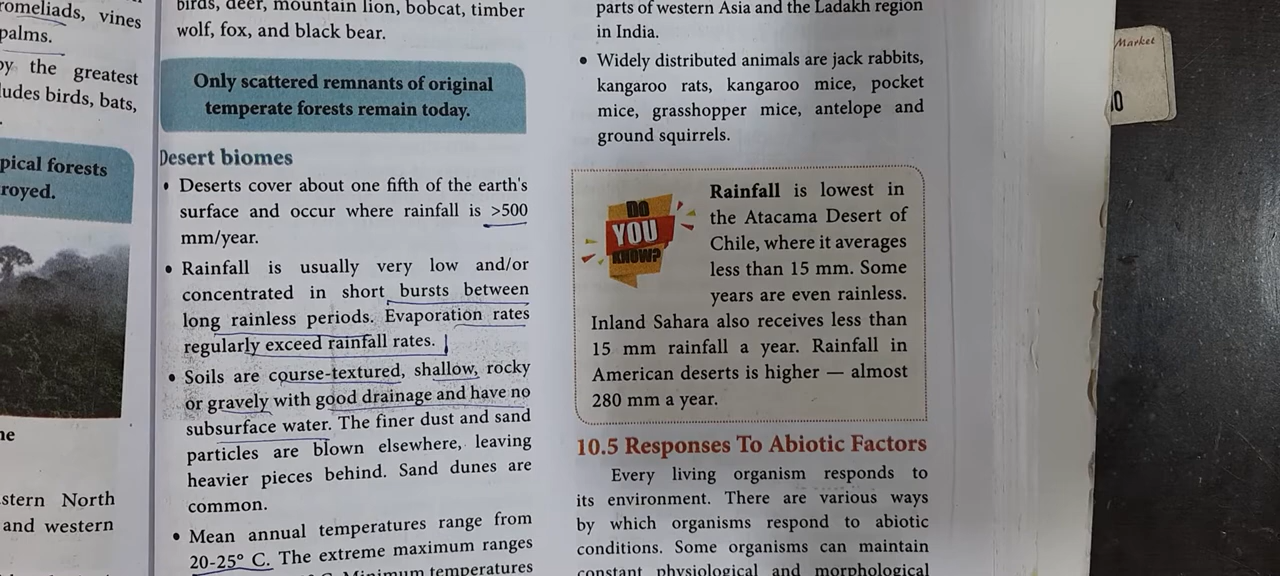 romeliads, vines
palms.
by the greatest
ludes birds, bats,
pical forests
royed.
stern North
and western
birds, deer, mountain lion, bobcat, timber
wolf, fox, and black bear.
Only scattered remnants of original
temperate forests remain today.
Desert biomes
• Deserts cover about one fifth of the earth's
surface and occur where rainfall is >500
mm/year.
• Rainfall is usually very low and/or
concentrated in short bursts between
long rainless periods. Evaporation rates
regularly exceed rainfall rates.
• Soils are course-textured, shallow, rocky
or gravely with good drainage and have no
subsurface water. The finer dust and sand
particles are blown elsewhere, leaving
heavier pieces behind. Sand dunes are
common.
• Mean annual temperatures range from
20-25° C. The extreme maximum ranges
Minimum temperatures
parts of western Asia and the Ladakh region
in India.
• Widely distributed animals are jack rabbits,
kangaroo rats, kangaroo mice, pocket
mice, grasshopper mice, antelope and
ground squirrels.
DO
YOU
KNOW?
Rainfall is lowest in
the Atacama Desert of
Chile, where it averages
less than 15 mm. Some
years are even rainless.
Inland Sahara also receives less than
15 mm rainfall a year. Rainfall in
American deserts is higher — almost
280 mm a year.
10.5 Responses To Abiotic Factors
Every living organism responds to
its environment. There are various ways
by which organisms respond to abiotic
conditions. Some organisms can maintain
constant physiological and morphological
Market